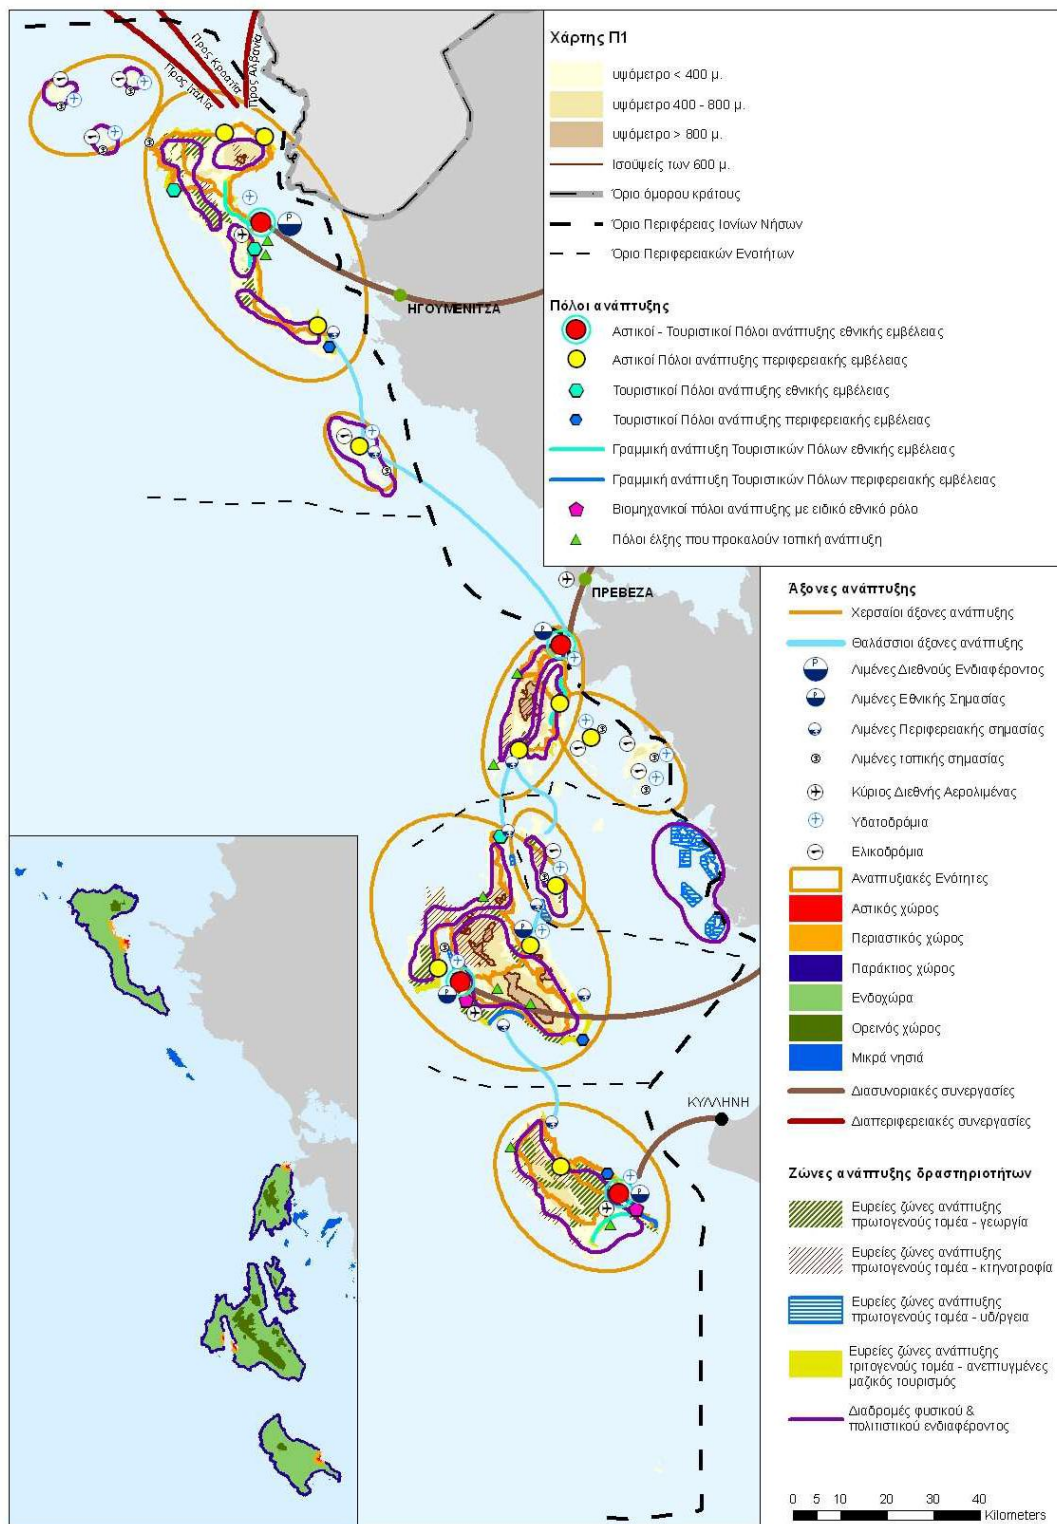 Χάρτης Π1
υψόμετρο < 400 μ.
υψόμετρο 400 - 800 μ.
υψόμετρο > 800 μ.
Ισοϋψείς των 600 μ.
Όριο όμορου κράτους
Όριο Περιφέρειας Ιονίων Νήσων
Όριο Περιφερειακών Ενοτήτων
Πόλοι ανάπτυξης
Αστικοί - Τουριστικοί Πόλοι ανάπτυξης εθνικής εμβέλειας
Αστικοί Πόλοι ανάπτυξης περιφερειακής εμβέλειας
Τουριστικοί Πόλοι ανάπτυξης εθνικής εμβέλειας
Τουριστικοί Πόλοι ανάπτυξης περιφερειακής εμβέλειας
Γραμμική ανάπτυξη Τουριστικών Πόλων εθνικής εμβέλειας
Γραμμική ανάπτυξη Τουριστικών Πόλων περιφερειακής εμβέλειας
Βιομηχανικοί πόλοι ανάπτυξης με ειδικό εθνικό ρόλο
Πόλοι έλξης που προκαλούν τοπική ανάπτυξη
Άξονες ανάπτυξης
Χερσαίοι άξονες ανάπτυξης
Θαλάσσιοι άξονες ανάπτυξης
Λιμένες Διεθνούς Ενδιαφέροντος
Λιμένες Εθνικής Σημασίας
Λιμένες Περιφερειακής σημασίας
Λιμένες τοπικής σημασίας
Κύριος Διεθνής Αερολιμένας
Υδατοδρόμια
Ελικοδρόμια
Αναπτυξιακές Ενότητες
Αστικός χώρος
Περιαστικός χώρος
Παράκτιος χώρος
Ενδοχώρα
Ορεινός χώρος
Μικρά νησιά
Διασυνοριακές συνεργασίες
Διαπεριφερειακές συνεργασίες
Ζώνες ανάπτυξης δραστηριοτήτων
Ευρείες ζώνες ανάπτυξης
πρωτογενούς τομέα - γεωργία
Ευρείες ζώνες ανάπτυξης
πρωτογενούς τομέα - κτηνοτροφία
Ευρείες ζώνες ανάπτυξης
πρωτογενούς τομέα - υδ/ργεια
Ευρείες ζώνες ανάπτυξης
τριτογενούς τομέα - ανεπτυγμένες
μαζικός τουρισμός
Διαδρομές φυσικού &
πολιτιστικού ενδιαφέροντος
0 5 10 20 30 40
Kilometers
Προς Ιταλία
Προς Κροατία
Προς Αλβανία
ΗΓΟΥΜΕΝΙΤΣΑ
ΠΡΕΒΕΖΑ
ΚΥΛΛΗΝΗ